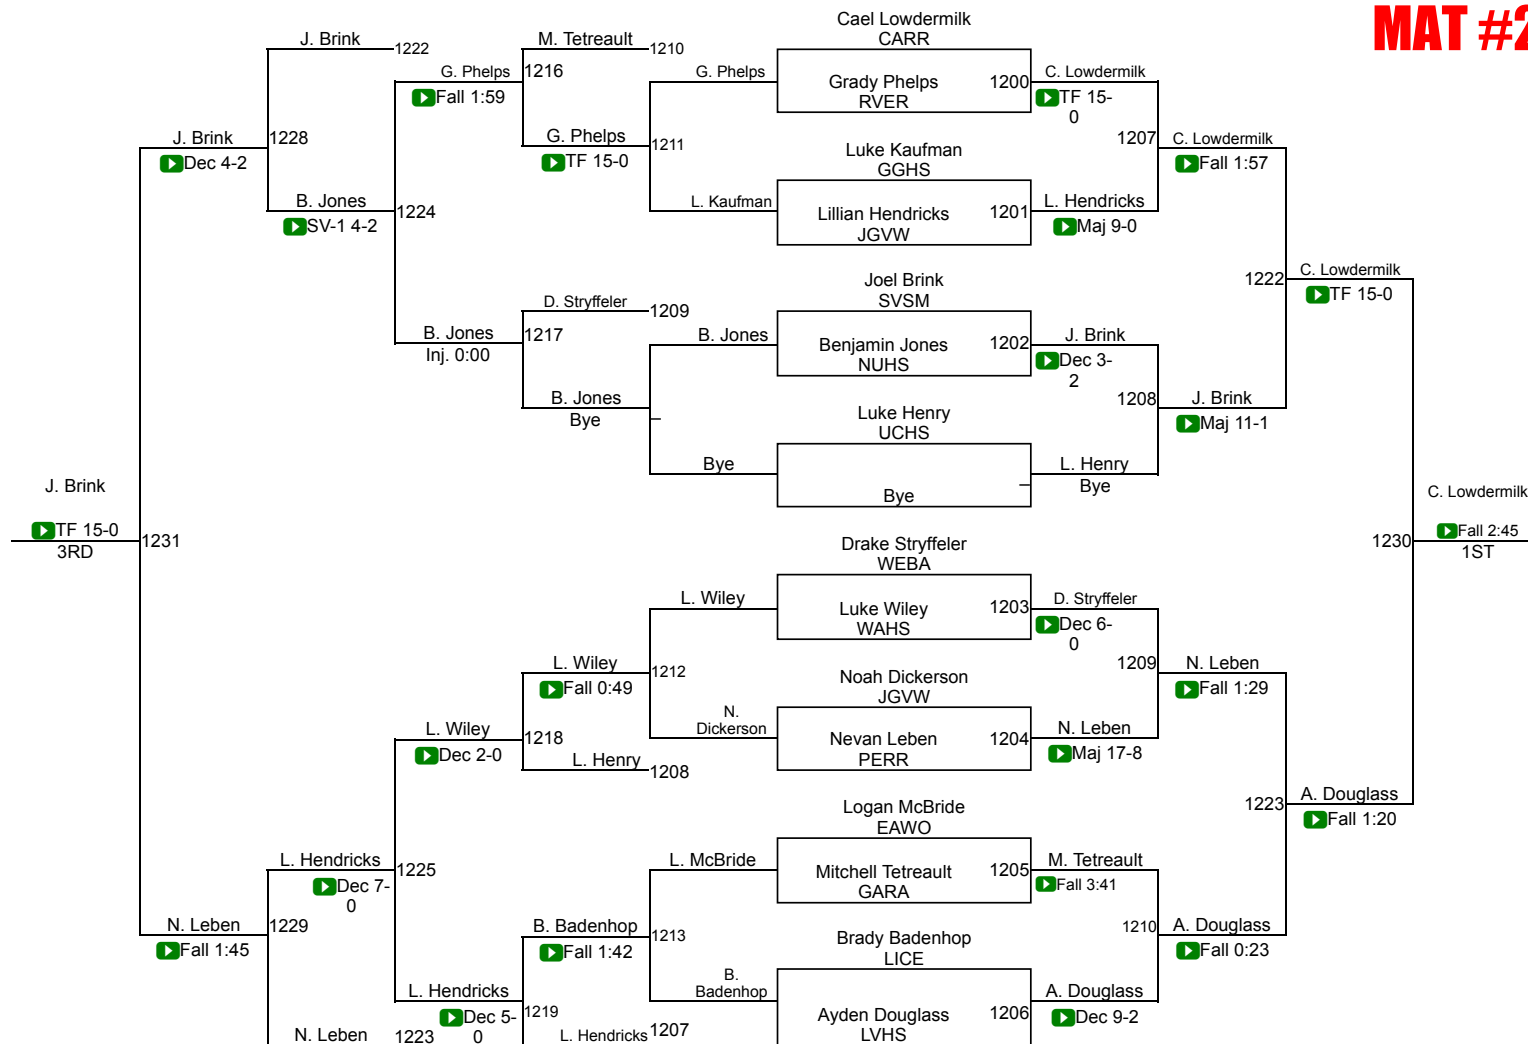 MAT #2
Cael Lowdermilk
CARR
J. Brink
1222
M. Tetreault
1210
G. Phelps
1216
Fall 1:59
G. Phelps
Grady Phelps
RVER
1200
C. Lowdermilk
TF 15-
0
J. Brink
Dec 4-2
1228
G. Phelps
TF 15-0
1211
1207
C. Lowdermilk
Fall 1:57
Luke Kaufman
GGHS
B. Jones
SV-1 4-2
1224
L. Kaufman
Lillian Hendricks
JGVW
1201
L. Hendricks
Maj 9-0
Joel Brink
SVSM
1222
C. Lowdermilk
TF 15-0
D. Stryffeler
1209
B. Jones
Inj. 0:00
1217
B. Jones
Benjamin Jones
NUHS
1202
J. Brink
Dec 3-
2
B. Jones
Bye
1208
J. Brink
Maj 11-1
Luke Henry
UCHS
Bye
Bye
L. Henry
Bye
J. Brink
TF 15-0
3RD
1231
C. Lowdermilk
Fall 2:45
1ST
1230
Drake Stryffeler
WEBA
L. Wiley
Luke Wiley
WAHS
1203
D. Stryffeler
Dec 6-
0
L. Wiley
Fall 0:49
1212
1209
N. Leben
Fall 1:29
Noah Dickerson
JGVW
L. Wiley
Dec 2-0
1218
N.
Dickerson
Nevan Leben
PERR
1204
N. Leben
Maj 17-8
L. Henry
1208
1223
A. Douglass
Fall 1:20
Logan McBride
EAWO
L. Hendricks
Dec 7-
0
1225
L. McBride
Mitchell Tetreault
GARA
1205
M. Tetreault
Fall 3:41
N. Leben
Fall 1:45
1229
B. Badenhop
Fall 1:42
1213
1210
A. Douglass
Fall 0:23
Brady Badenhop
LICE
L. Hendricks
Dec 5-
0
1219
B.
Badenhop
Ayden Douglass
LVHS
1206
A. Douglass
Dec 9-2
N. Leben
1223
L. Hendricks
1207